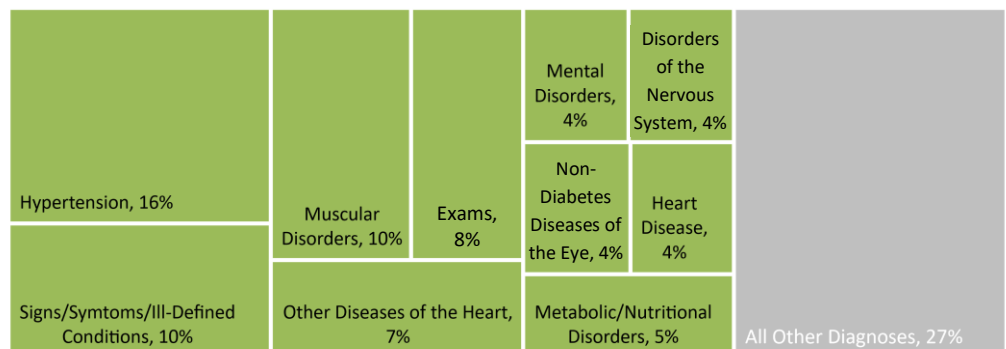 Hypertension, 16%
Signs/Symtoms/Ill-Defined
Conditions, 10%
Muscular
Disorders, 10%
Exams,
8%
Other Diseases of the Heart,
7%
Mental
Disorders,
4%
Disorders
of the
Nervous
System, 4%
Non-
Diabetes
Diseases of
the Eye, 4%
Heart
Disease,
4%
Metabolic/Nutritional
Disorders, 5%
All Other Diagnoses, 27%